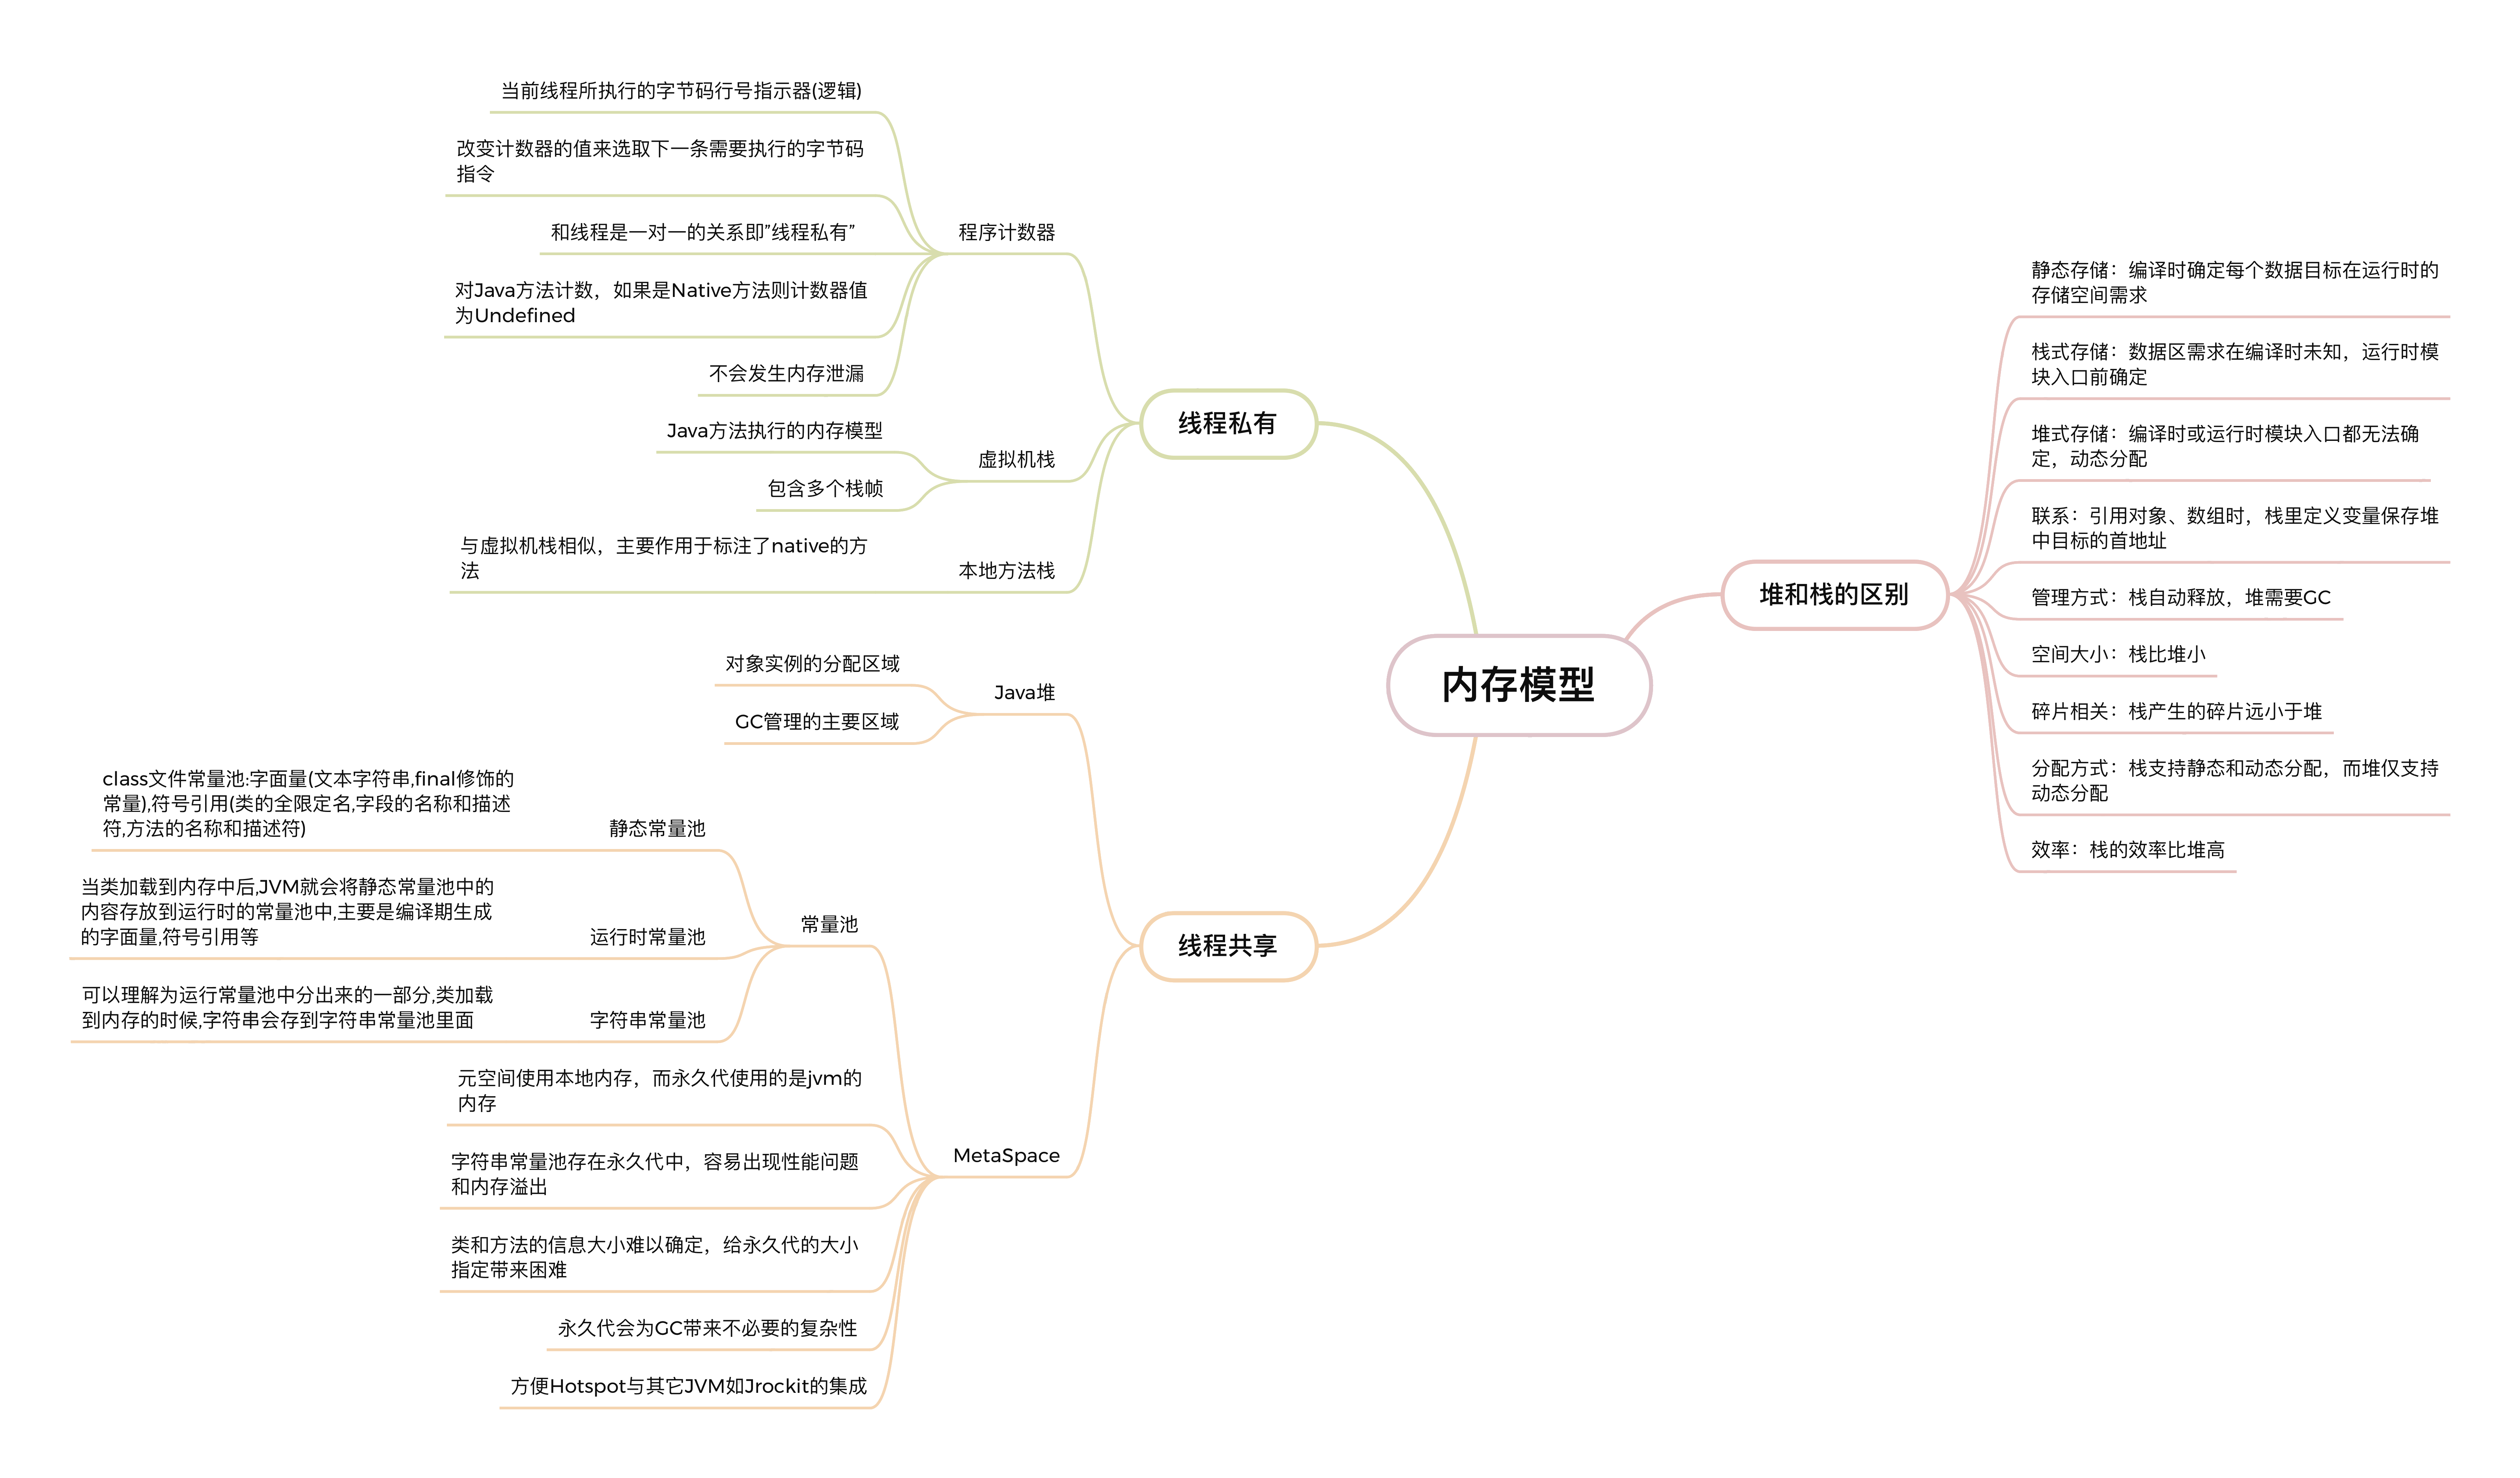 内存模型
线程私有
程序计数器
当前线程所执行的字节码行号指示器(逻辑)
改变计数器的值来选取下一条需要执行的字节码
指令
和线程是一对一的关系即”线程私有”
对Java方法计数，如果是Native方法则计数器值
为Undefined
不会发生内存泄漏
虚拟机栈
Java方法执行的内存模型
包含多个栈帧
本地方法栈
与虚拟机栈相似，主要作用于标注了native的方
法
线程共享
Java堆
对象实例的分配区域
GC管理的主要区域
MetaSpace
常量池
静态常量池
class文件常量池:字面量(文本字符串,final修饰的
常量),符号引用(类的全限定名,字段的名称和描述
符,方法的名称和描述符)
运行时常量池
当类加载到内存中后,JVM就会将静态常量池中的
内容存放到运行时的常量池中,主要是编译期生成
的字面量,符号引用等
字符串常量池
可以理解为运行常量池中分出来的一部分,类加载
到内存的时候,字符串会存到字符串常量池里面
元空间使用本地内存，而永久代使用的是jvm的
内存
字符串常量池存在永久代中，容易出现性能问题
和内存溢出
类和方法的信息大小难以确定，给永久代的大小
指定带来困难
永久代会为GC带来不必要的复杂性
方便Hotspot与其它JVM如Jrockit的集成
堆和栈的区别
静态存储：编译时确定每个数据目标在运行时的
存储空间需求
栈式存储：数据区需求在编译时未知，运行时模
块入口前确定
堆式存储：编译时或运行时模块入口都无法确
定，动态分配
联系：引用对象、数组时，栈里定义变量保存堆
中目标的首地址
管理方式：栈自动释放，堆需要GC
空间大小：栈比堆小
碎片相关：栈产生的碎片远小于堆
分配方式：栈支持静态和动态分配，而堆仅支持
动态分配
效率：栈的效率比堆高